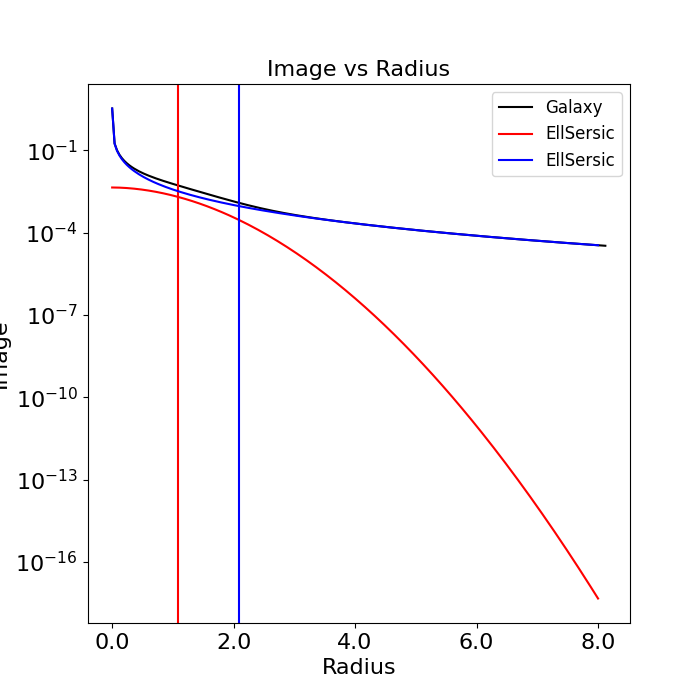 Image vs Radius
Galaxy
EllSersic
EllSersic
10⁻¹
10⁻⁴
10⁻⁷
10⁻¹⁰
10⁻¹³
10⁻¹⁶
Image
0.0 2.0 4.0 6.0 8.0
Radius